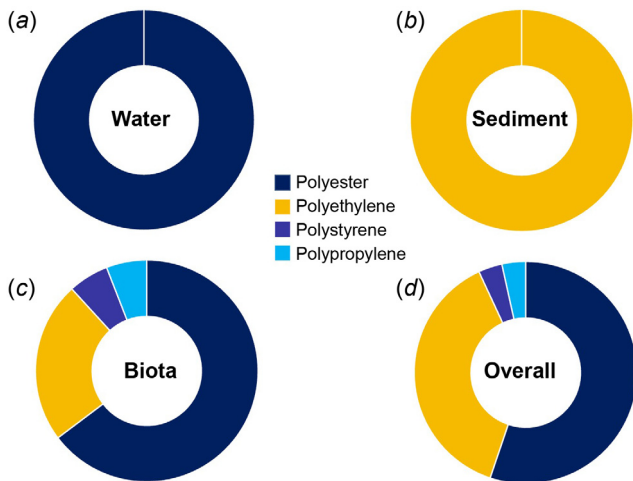 (a)
Water
(b)
Sediment
Polyester
Polyethylene
Polystyrene
Polypropylene
(c)
Biota
(d)
Overall